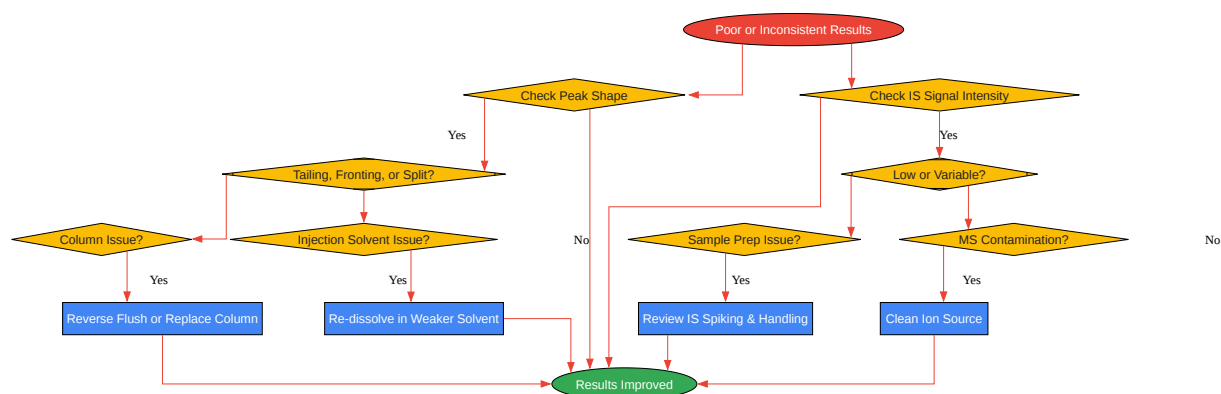 Poor or Inconsistent Results
Check Peak Shape
Check IS Signal Intensity
Yes
Yes
Tailing, Fronting, or Split?
Low or Variable?
Column Issue?
Injection Solvent Issue?
No
Sample Prep Issue?
MS Contamination?
No
Yes
Yes
Yes
Yes
Reverse Flush or Replace Column
Re-dissolve in Weaker Solvent
Review IS Spiking & Handling
Clean Ion Source
Results Improved